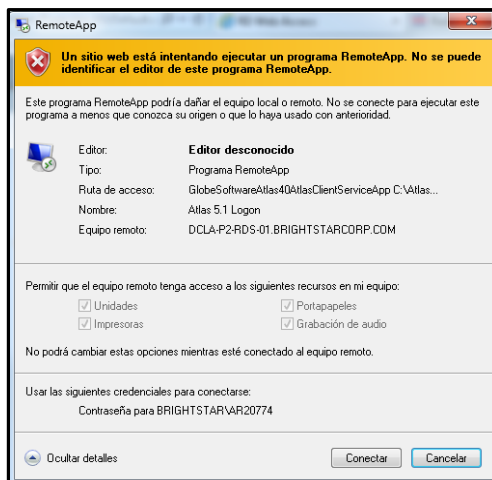 RemoteApp
Un sitio web está intentando ejecutar un programa RemoteApp. No se puede
identificar el editor de este programa RemoteApp.
Este programa RemoteApp podría dañar el equipo local o remoto. No se conecte para ejecutar este
programa a menos que conozca su origen o que lo haya usado con anterioridad.
Editor: Editor desconocido
Tipo: Programa RemoteApp
Ruta de acceso: GlobeSoftwareAtlas40AtlasClientServiceApp C:\Atlas...
Nombre: Atlas 5.1 Logon
Equipo remoto: DCLA-P2-RDS-01.BRIGHTSTARCORP.COM
Permitir que el equipo remoto tenga acceso a los siguientes recursos en mi equipo:
Unidades Portapapeles
Impresoras Grabación de audio
No podrá cambiar estas opciones mientras esté conectado al equipo remoto.
Usar las siguientes credenciales para conectarse:
Contraseña para BRIGHTSTAR\AR20774
Ocultar detalles Conectar Cancelar